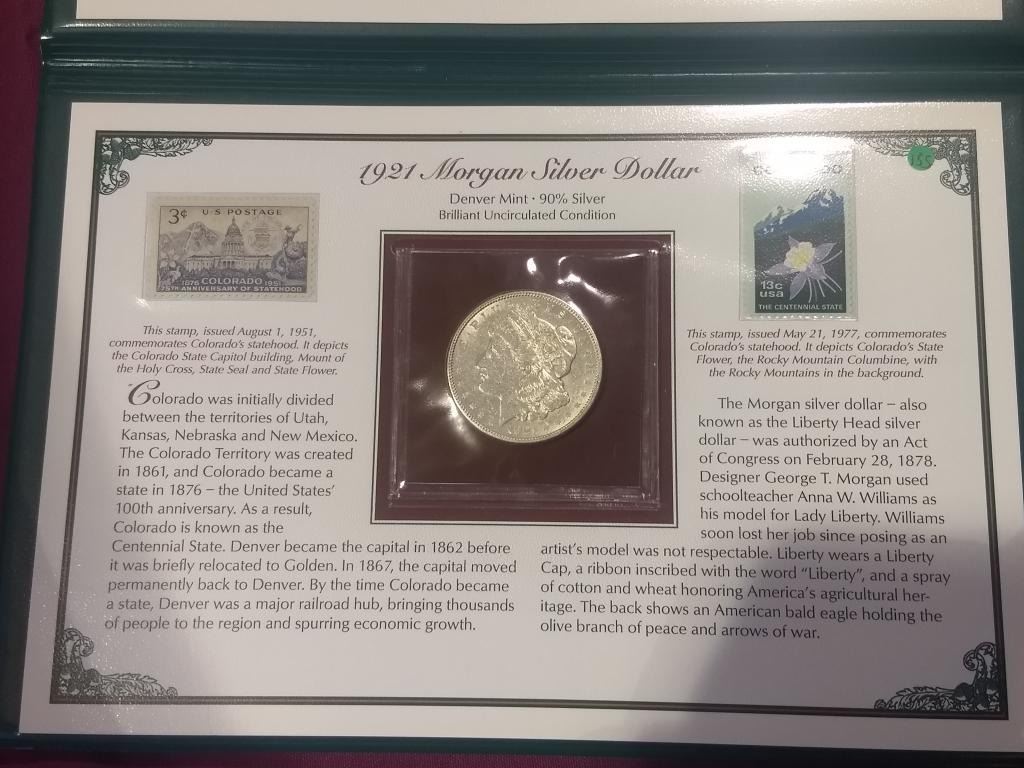 1921 Morgan Silver Dollar
Denver Mint • 90% Silver
Brilliant Uncirculated Condition
155
3¢ U·S POSTAGE
1876 COLORADO 1951
75TH ANNIVERSARY OF STATEHOOD
This stamp, issued August 1, 1951,
commemorates Colorado's statehood. It depicts
the Colorado State Capitol building, Mount of
the Holy Cross, State Seal and State Flower.
Colorado was initially divided
between the territories of Utah,
Kansas, Nebraska and New Mexico.
The Colorado Territory was created
in 1861, and Colorado became a
state in 1876 – the United States'
100th anniversary. As a result,
Colorado is known as the
Centennial State. Denver became the capital in 1862 before
it was briefly relocated to Golden. In 1867, the capital moved
permanently back to Denver. By the time Colorado became
a state, Denver was a major railroad hub, bringing thousands
of people to the region and spurring economic growth.
13c
usa
THE CENTENNIAL STATE
This stamp, issued May 21, 1977, commemorates
Colorado's statehood. It depicts Colorado's State
Flower, the Rocky Mountain Columbine, with
the Rocky Mountains in the background.
The Morgan silver dollar – also
known as the Liberty Head silver
dollar – was authorized by an Act
of Congress on February 28, 1878.
Designer George T. Morgan used
schoolteacher Anna W. Williams as
his model for Lady Liberty. Williams
soon lost her job since posing as an
artist's model was not respectable. Liberty wears a Liberty
Cap, a ribbon inscribed with the word "Liberty", and a spray
of cotton and wheat honoring America's agricultural her-
itage. The back shows an American bald eagle holding the
olive branch of peace and arrows of war.